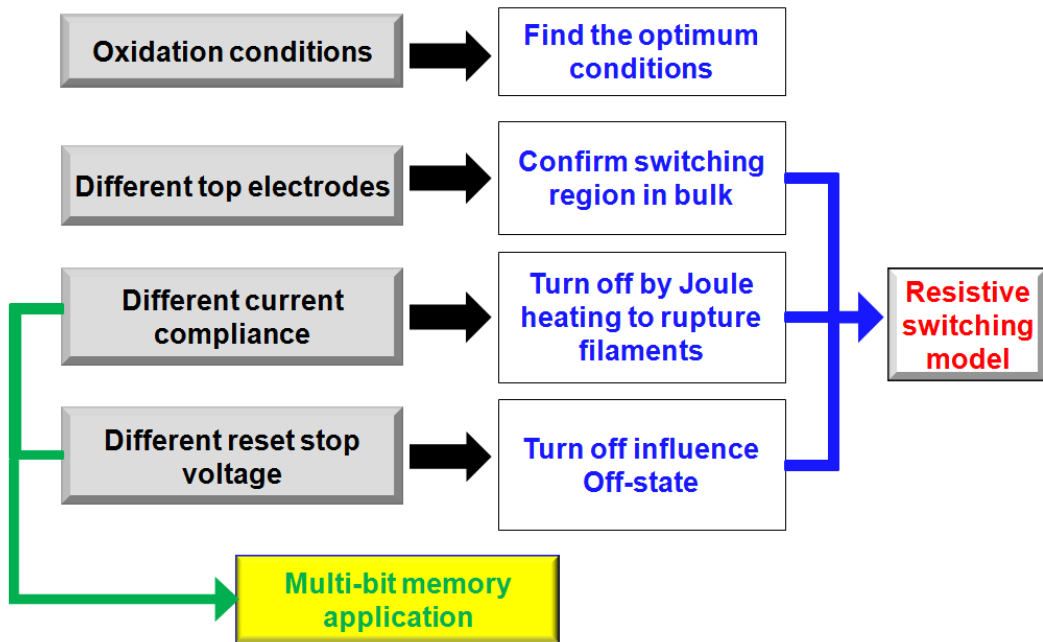 Oxidation conditions
Find the optimum
conditions
Different top electrodes
Confirm switching
region in bulk
Different current
compliance
Turn off by Joule
heating to rupture
filaments
Resistive
switching
model
Different reset stop
voltage
Turn off influence
Off-state
Multi-bit memory
application